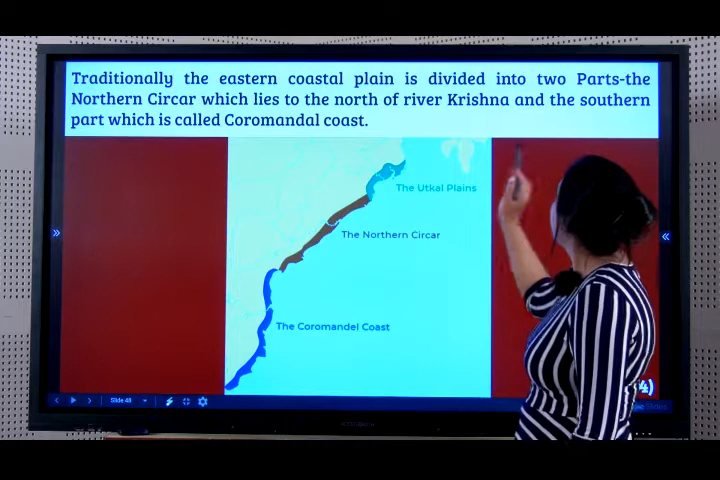 Traditionally the eastern coastal plain is divided into two Parts-the
Northern Circar which lies to the north of river Krishna and the southern
part which is called Coromandal coast.
The Utkal Plains
The Northern Circar
The Coromandel Coast
Slide 48